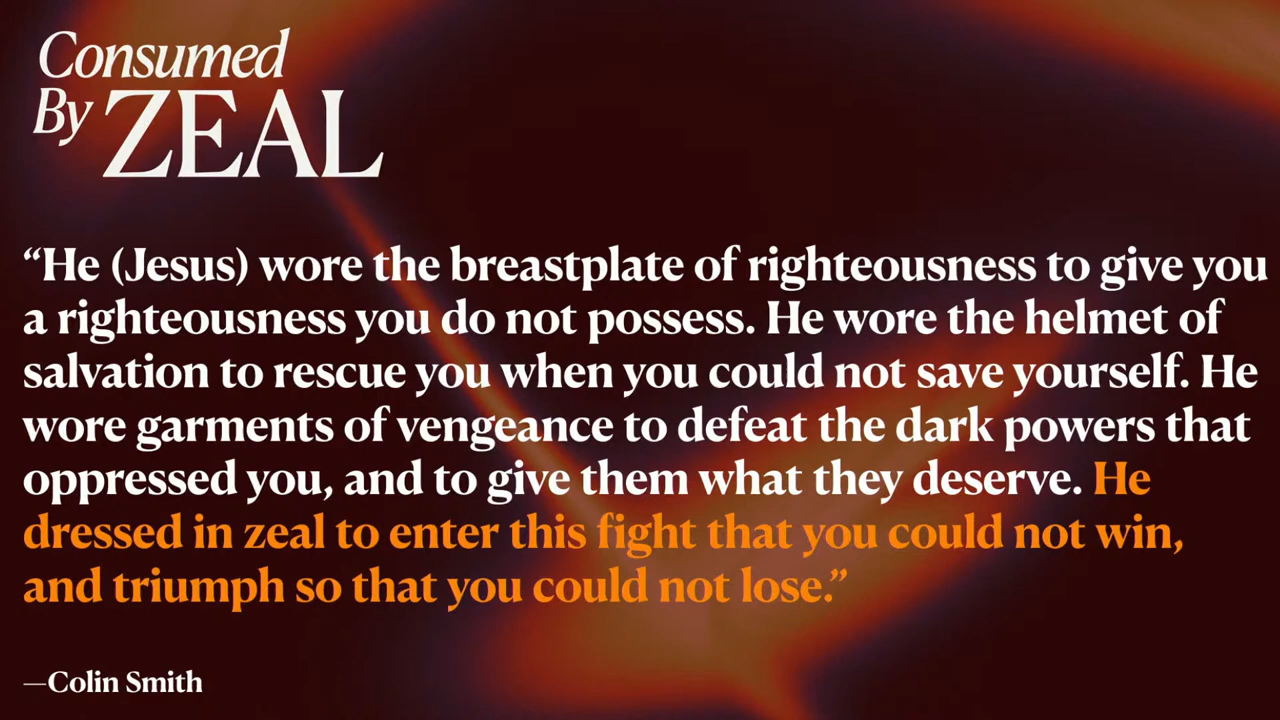 Consumed
By ZEAL
“He (Jesus) wore the breastplate of righteousness to give you
a righteousness you do not possess. He wore the helmet of
salvation to rescue you when you could not save yourself. He
wore garments of vengeance to defeat the dark powers that
oppressed you, and to give them what they deserve. He
dressed in zeal to enter this fight that you could not win,
and triumph so that you could not lose.”
—Colin Smith